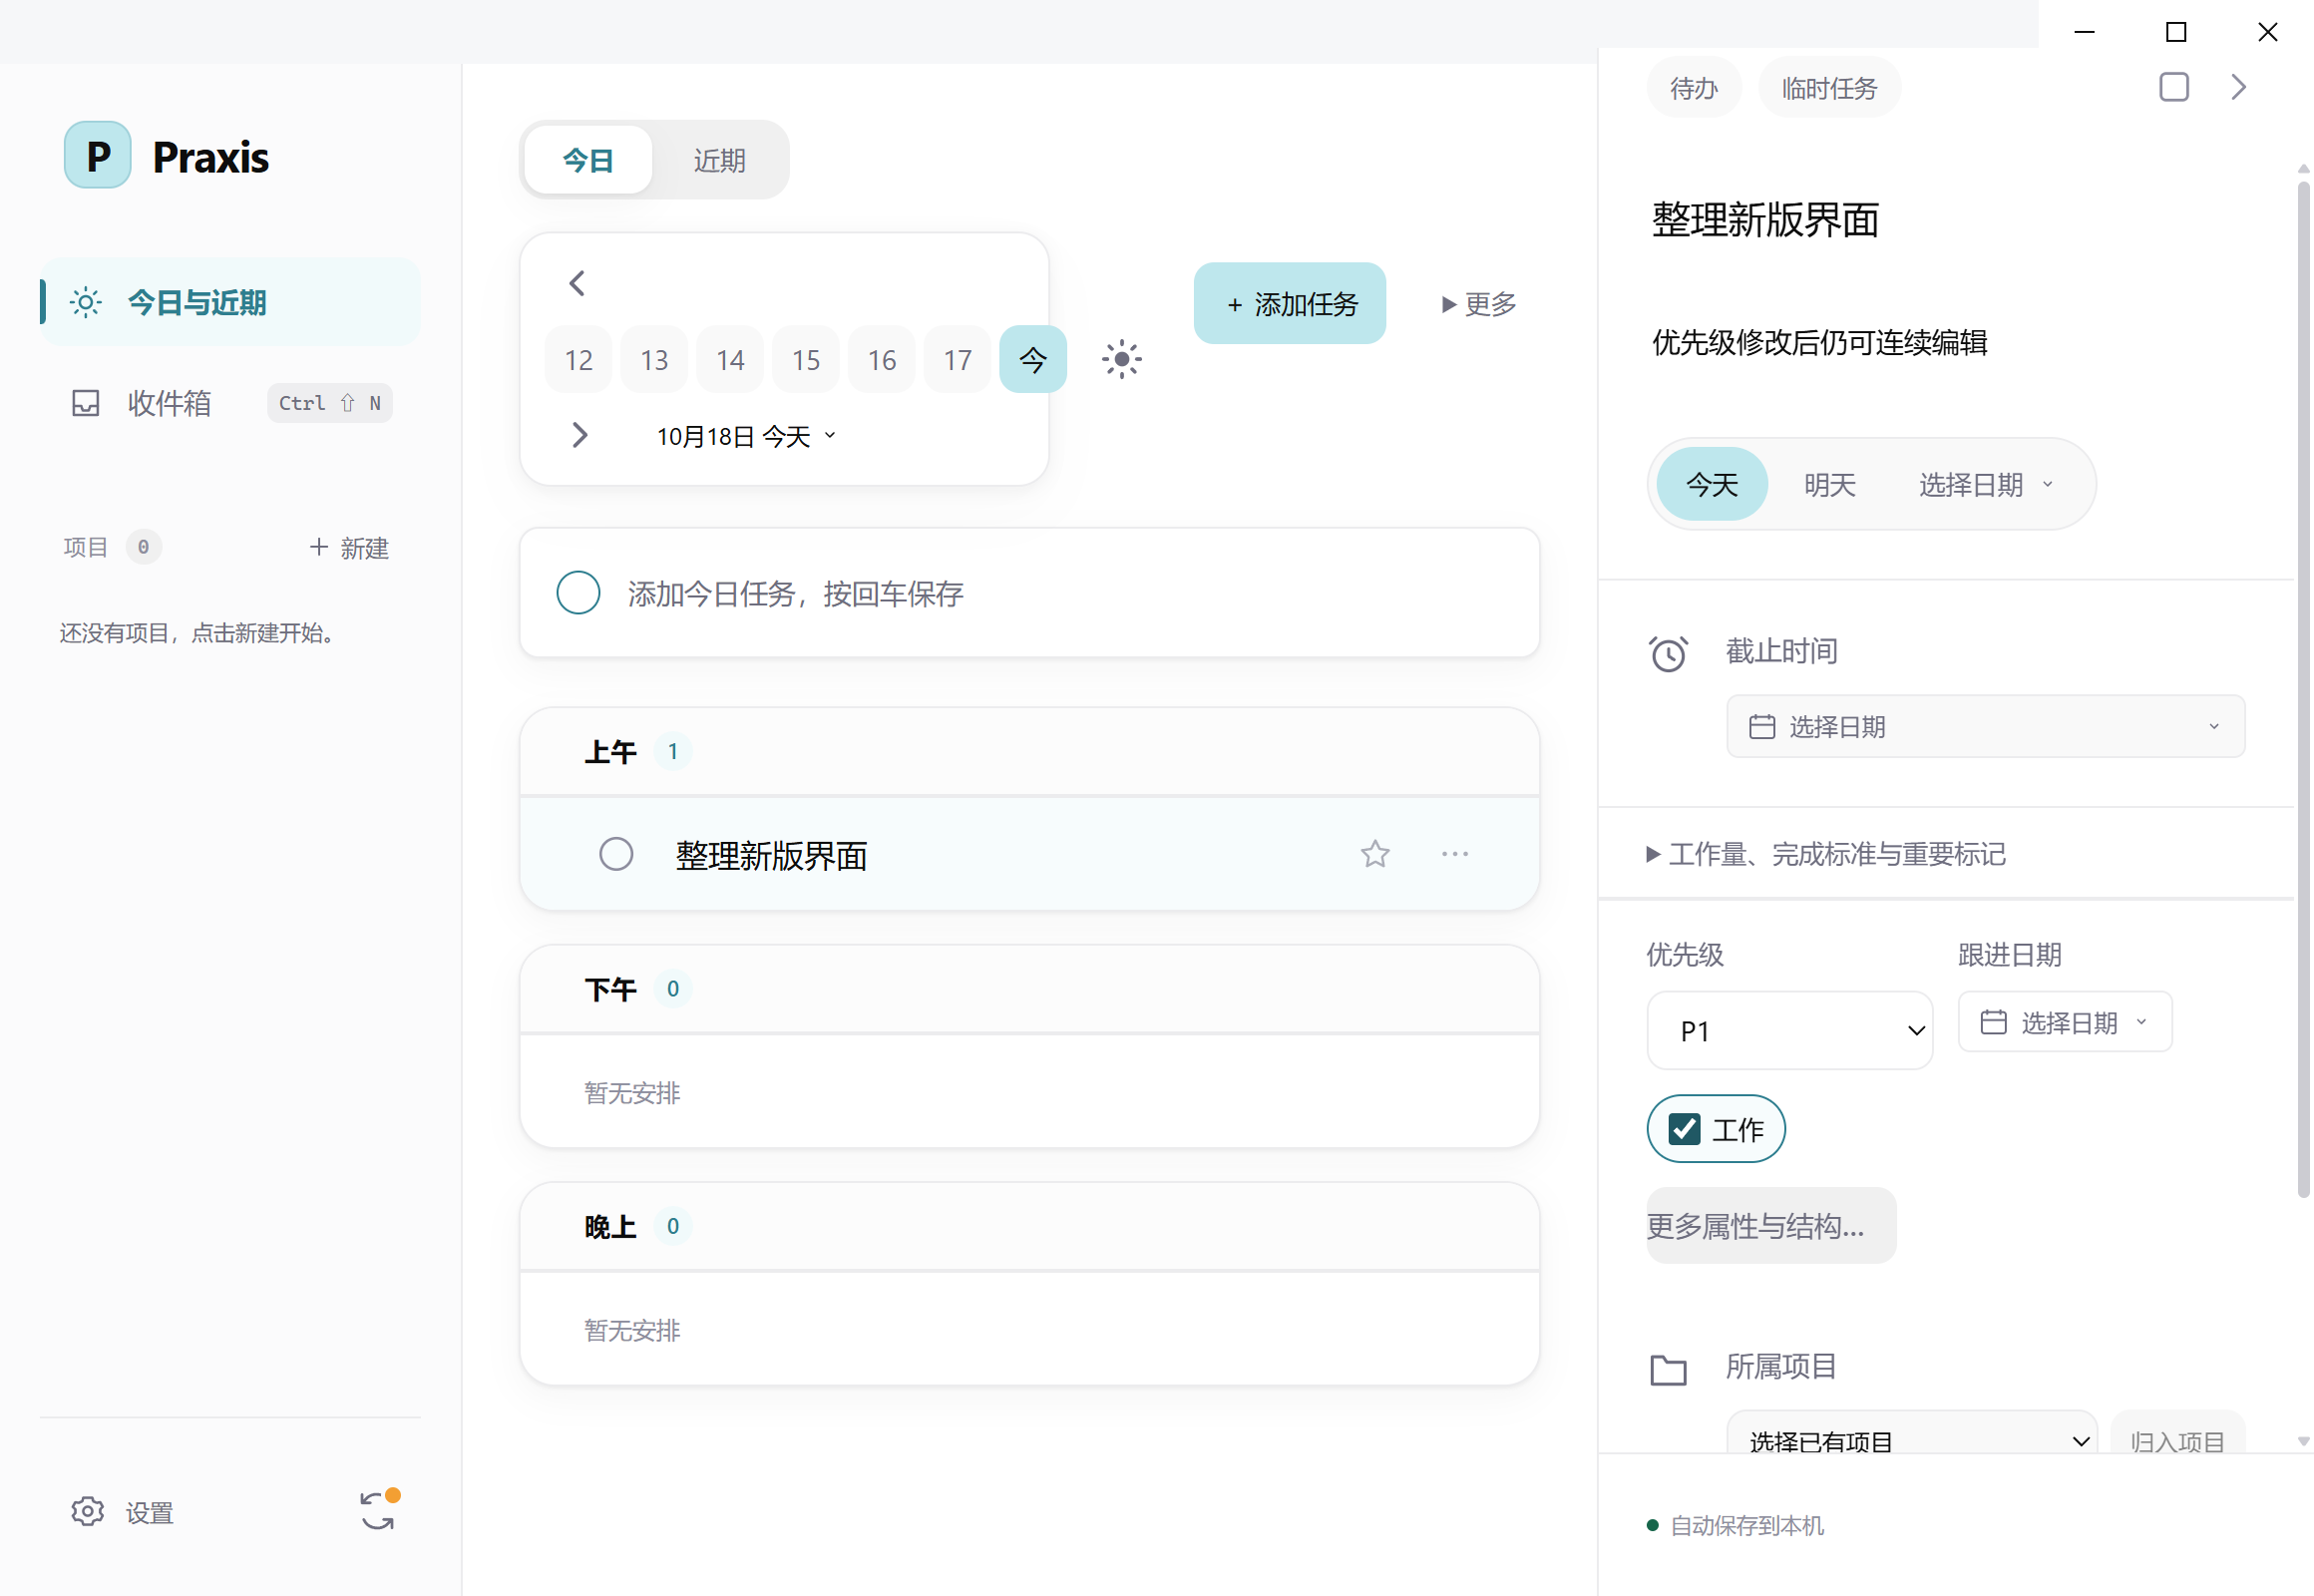 P Praxis
今日与近期
收件箱 Ctrl ⇧ N
项目 0 + 新建
还没有项目，点击新建开始。
设置
今日 近期
12 13 14 15 16 17 今
10月18日 今天
+ 添加任务
更多
添加今日任务，按回车保存
上午 1
整理新版界面
下午 0
暂无安排
晚上 0
暂无安排
待办 临时任务
整理新版界面
优先级修改后仍可连续编辑
今天 明天 选择日期
截止时间
选择日期
工作量、完成标准与重要标记
优先级 跟进日期
P1 选择日期
工作
更多属性与结构...
所属项目
选择已有项目 归入项目
自动保存到本机